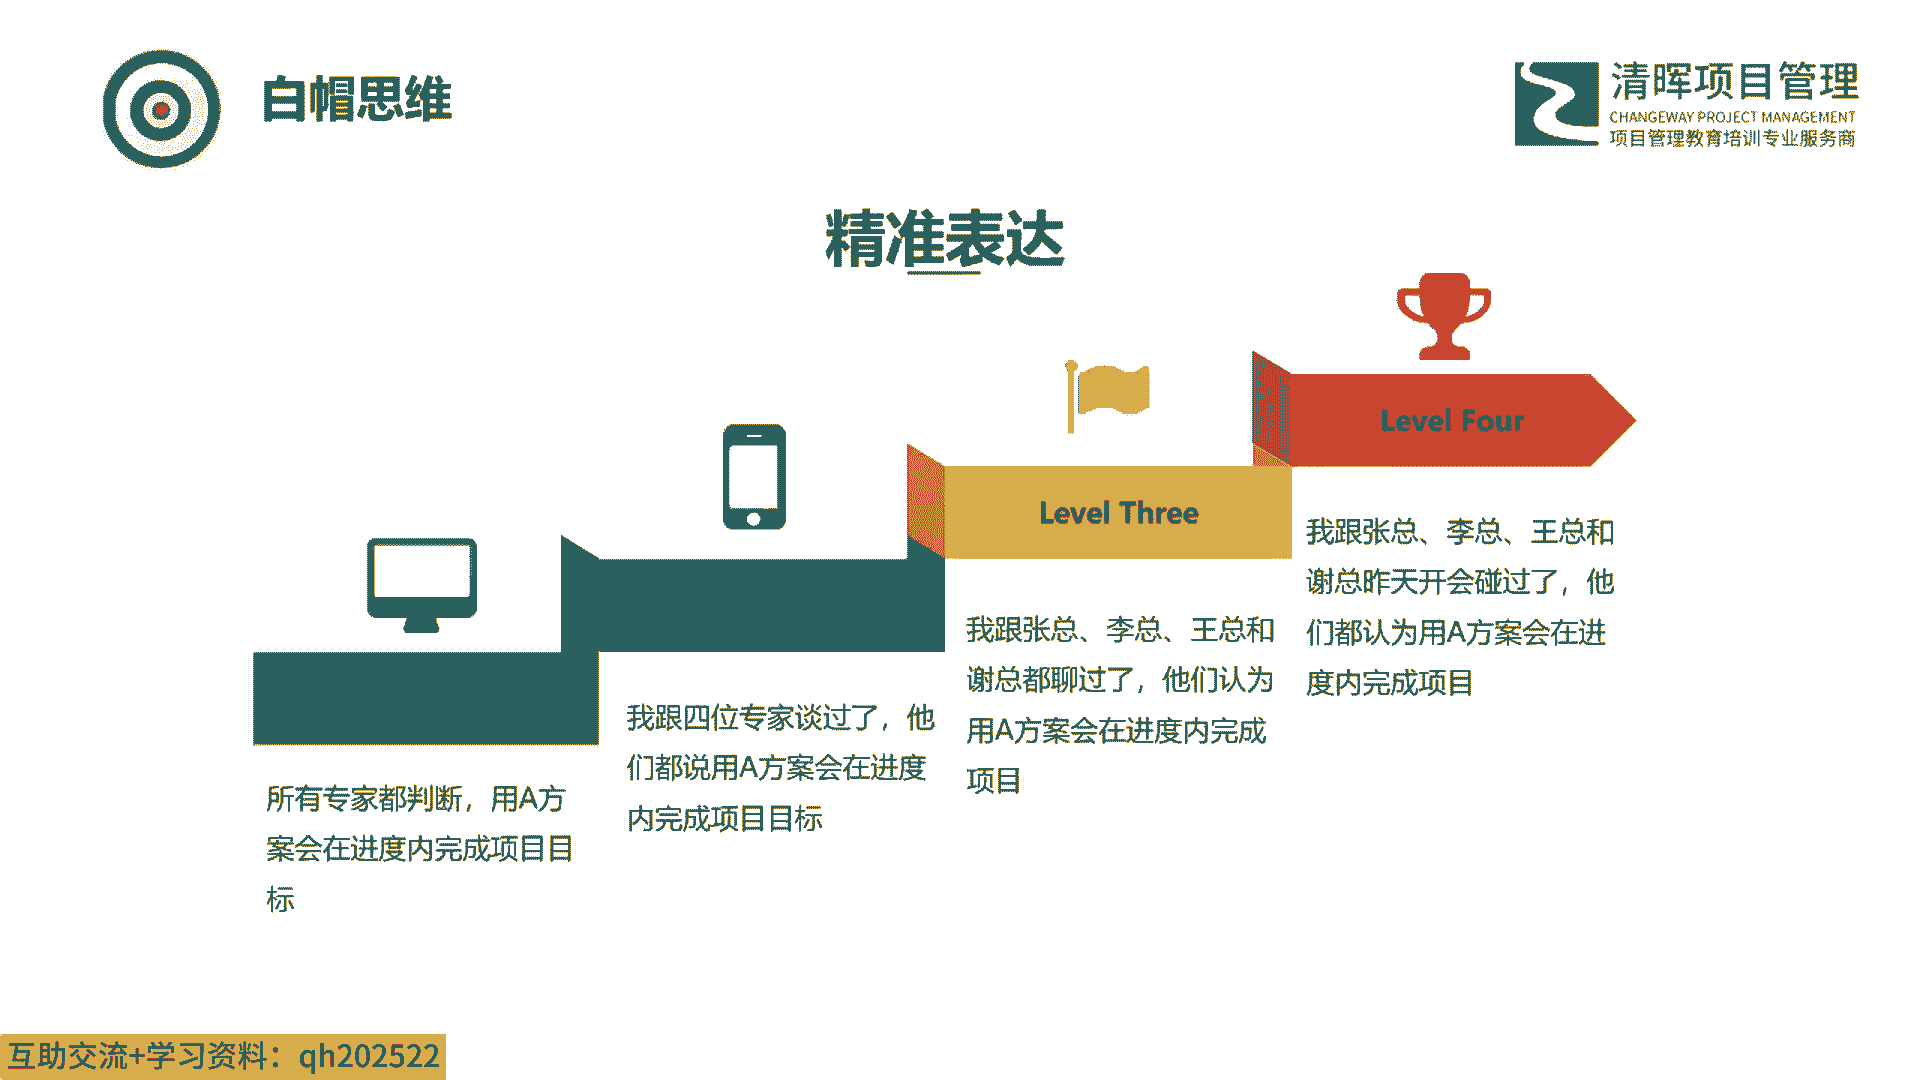 白帽思维
清晖项目管理
CHANGEWAY PROJECT MANAGEMENT
项目管理教育培训专业服务商
精准表达
所有专家都判断，用A方
案会在进度内完成项目目
标
我跟四位专家谈过了，他
们都说用A方案会在进度
内完成项目目标
Level Three
我跟张总、李总、王总和
谢总都聊过了，他们认为
用A方案会在进度内完成
项目
Level Four
我跟张总、李总、王总和
谢总昨天开会碰过了，他
们都认为用A方案会在进
度内完成项目
互助交流+学习资料：qh202522